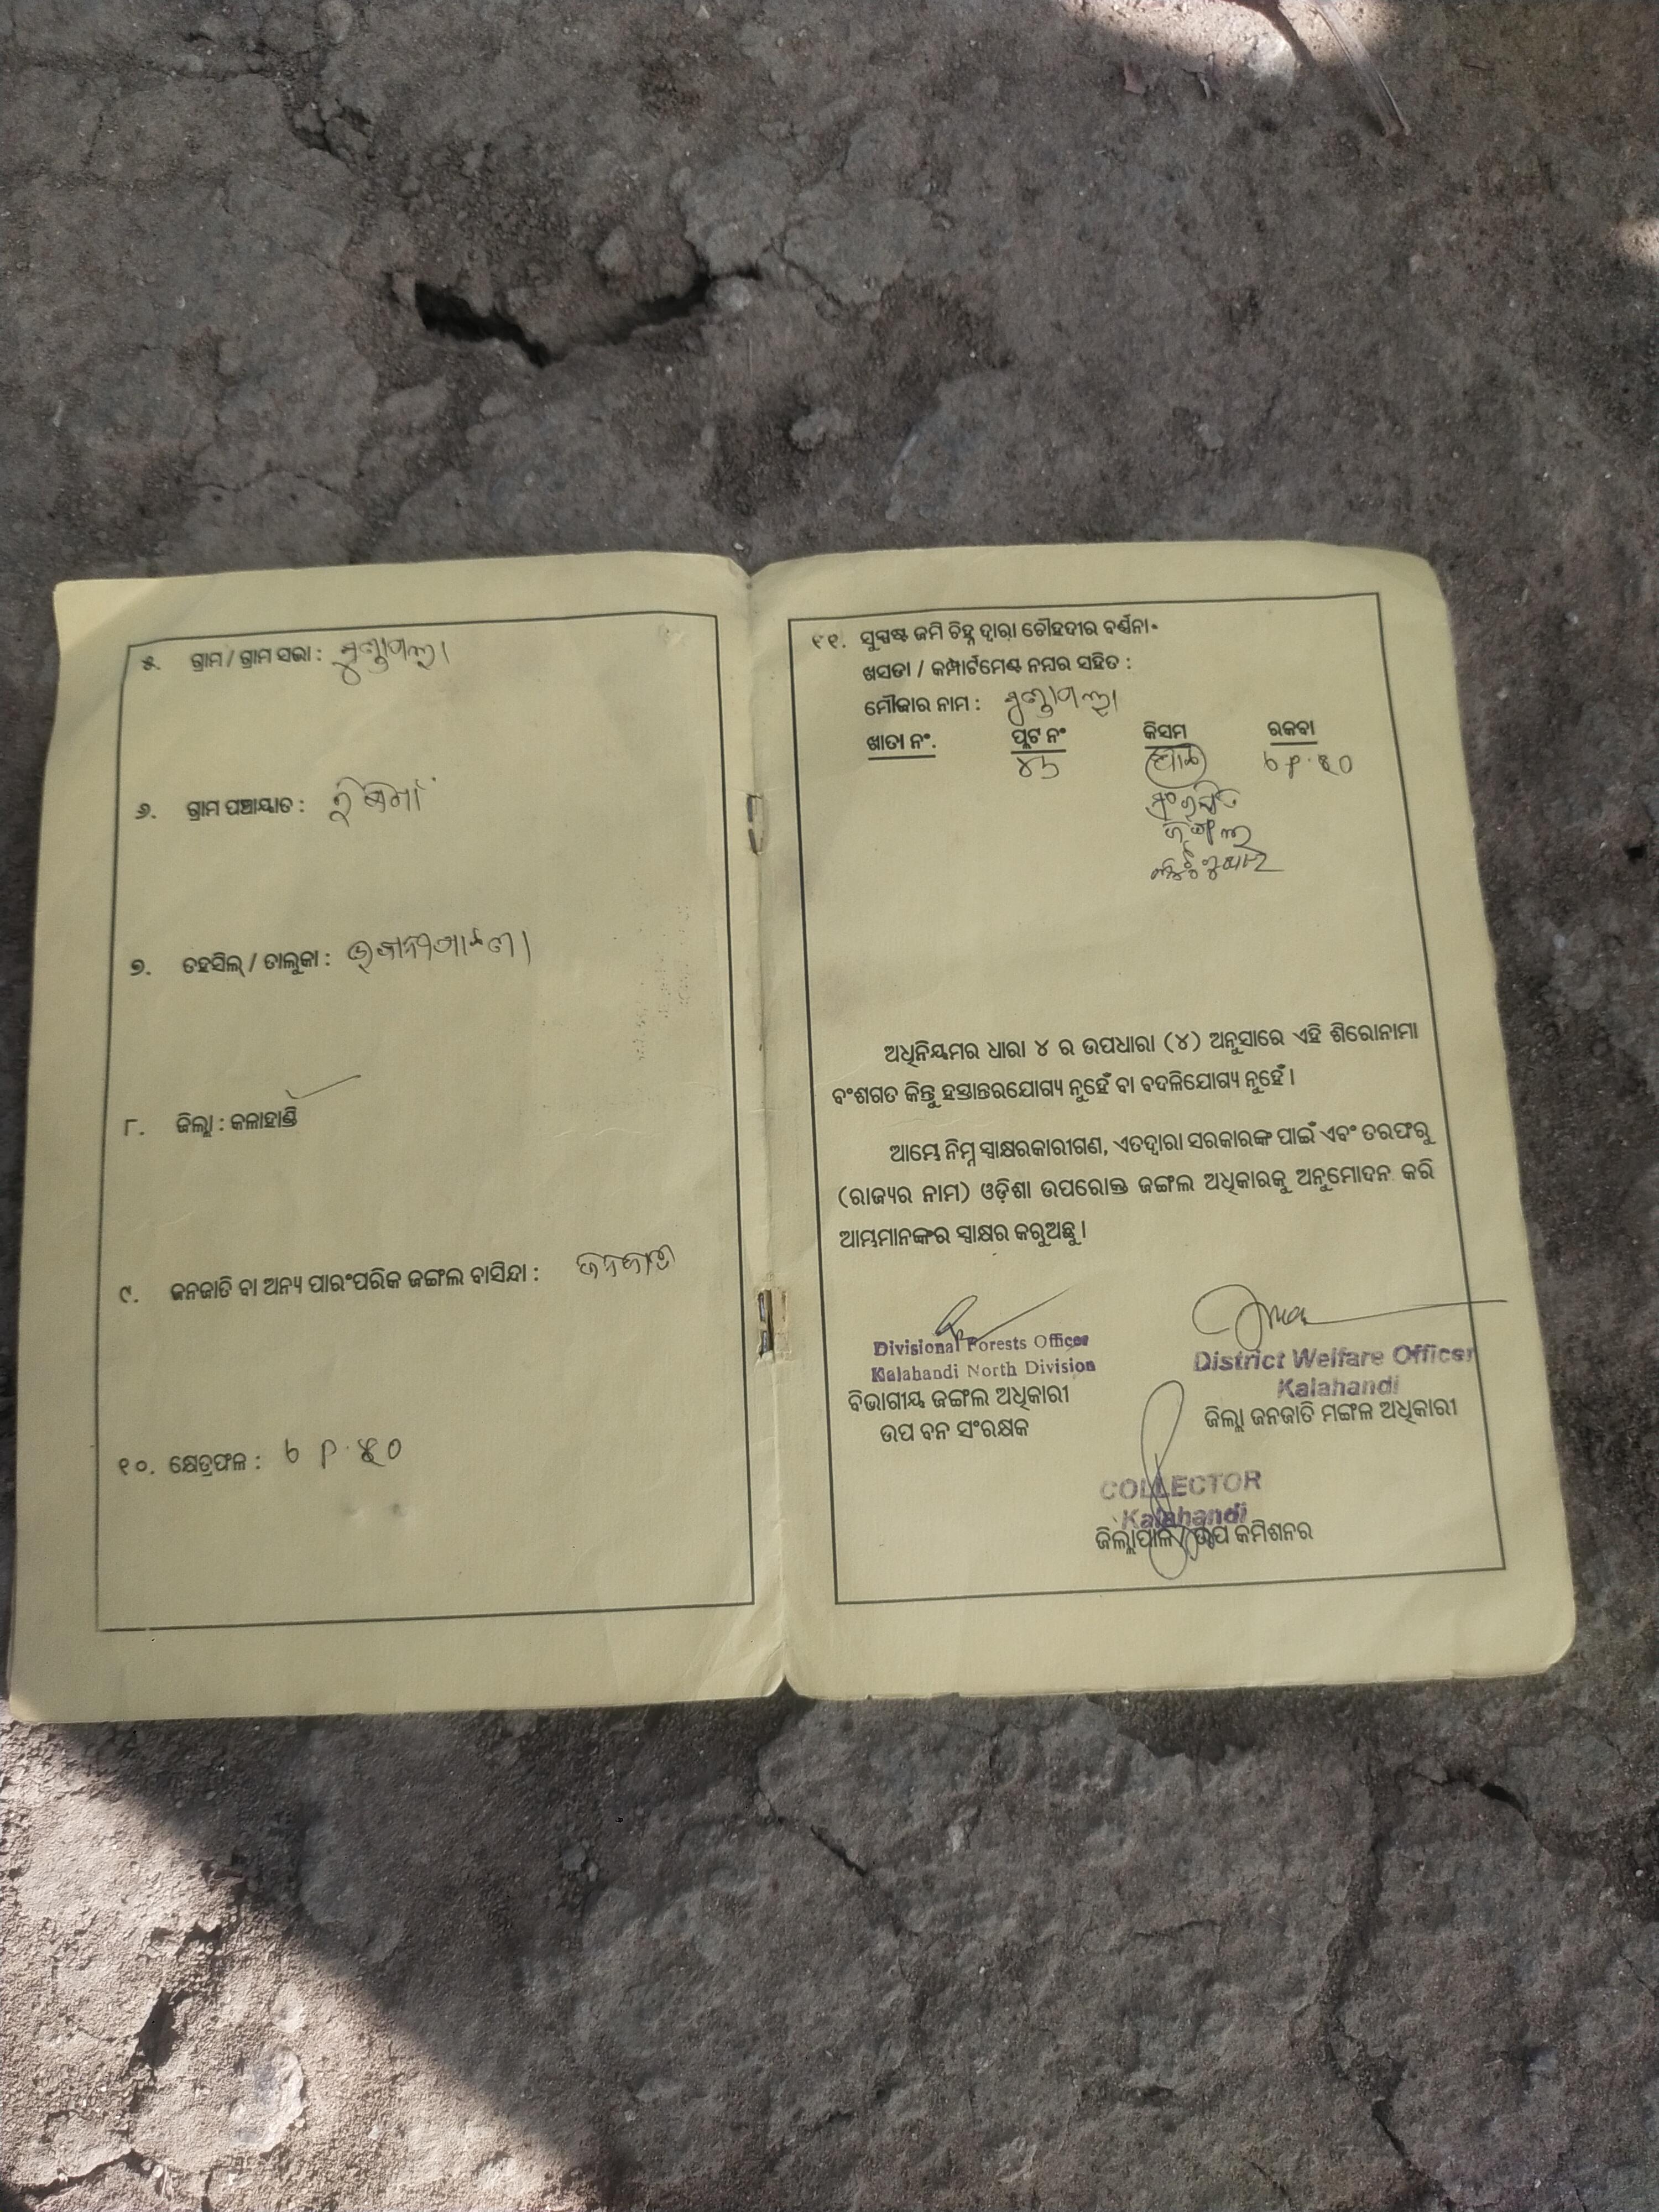 ୫. ଗ୍ରାମ / ଗ୍ରାମ ସଭା :
୬. ଗ୍ରାମ ପଞ୍ଚାୟାତ :
୭. ତହସିଲ୍ / ତାଲୁକା :
୮. ଜିଲ୍ଲା : କଳାହାଣ୍ଡି
୯. ଜନଜାତି ବା ଅନ୍ୟ ପାରଂପରିକ ଜଙ୍ଗଲ ବାସିନ୍ଦା : ଜନଜାତି
୧୦. କ୍ଷେତ୍ରଫଳ :
୧୧. ସୁସ୍ପଷ୍ଟ ଜମି ଚିହ୍ନ ଦ୍ୱାରା ଚୌହଦୀର ବର୍ଣ୍ଣନା-
ଖସଡା / କମ୍ପାର୍ଟମେଣ୍ଟ ନମ୍ବର ସହିତ :
ମୌଜାର ନାମ :
ଖାତା ନଂ. ପ୍ଲଟ ନଂ କିସମ ରକବା
ଅଧିନିୟମର ଧାରା ୪ ର ଉପଧାରା (୪) ଅନୁସାରେ ଏହି ଶିରୋନାମା
ବଂଶଗତ କିନ୍ତୁ ହସ୍ତାନ୍ତରଯୋଗ୍ୟ ନୁହେଁ ବା ବଦଳିଯୋଗ୍ୟ ନୁହେଁ ।
ଆମ୍ଭେ ନିମ୍ନ ସ୍ୱାକ୍ଷରକାରୀଗଣ, ଏତଦ୍ୱାରା ସରକାରଙ୍କ ପାଇଁ ଏବଂ ତରଫରୁ
(ରାଜ୍ୟର ନାମ) ଓଡ଼ିଶା ଉପରୋକ୍ତ ଜଙ୍ଗଲ ଅଧିକାରକୁ ଅନୁମୋଦନ କରି
ଆମ୍ଭମାନଙ୍କର ସ୍ୱାକ୍ଷର କରୁଅଛୁ ।
Divisional Forests Officer
Kalahandi North Division
ବିଭାଗୀୟ ଜଙ୍ଗଲ ଅଧିକାରୀ
ଉପ ବନ ସଂରକ୍ଷକ
District Welfare Officer
Kalahandi
ଜିଲ୍ଲା ଜନଜାତି ମଙ୍ଗଳ ଅଧିକାରୀ
COLLECTOR
Kalahandi
ଜିଲ୍ଲାପାଳ / ଉପ କମିଶନର